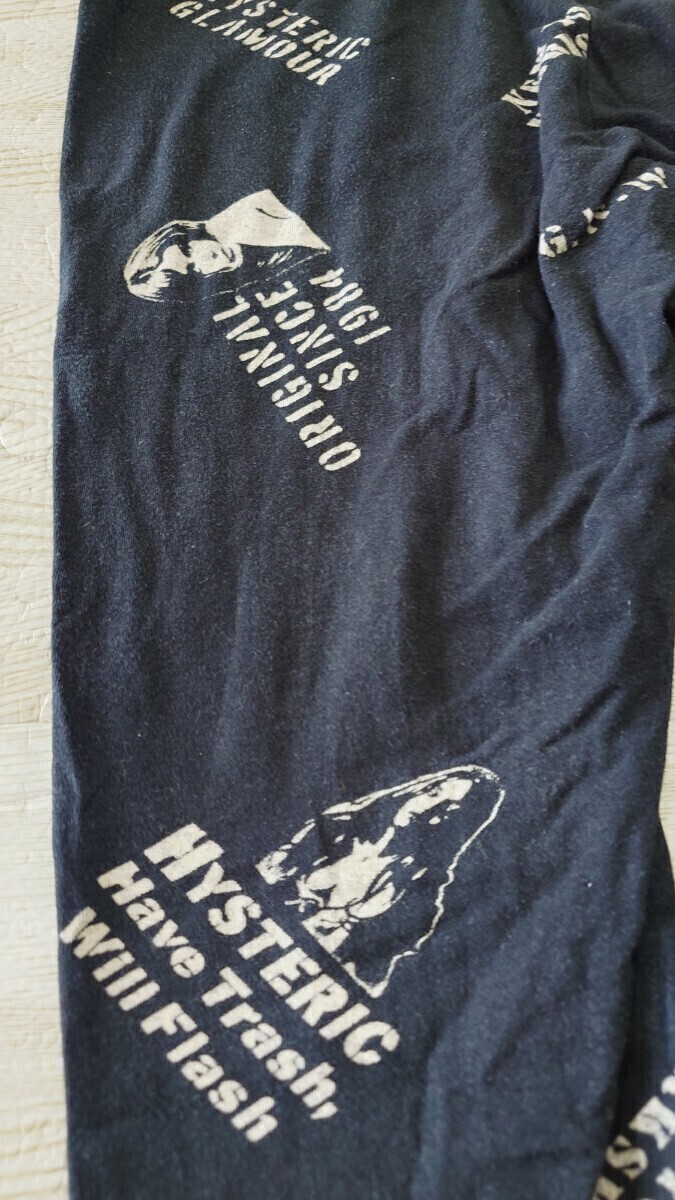 HYSTERIC
GLAMOUR
ORIGINAL
SINCE
1984
HYSTERIC
Have Trash,
Will Flash